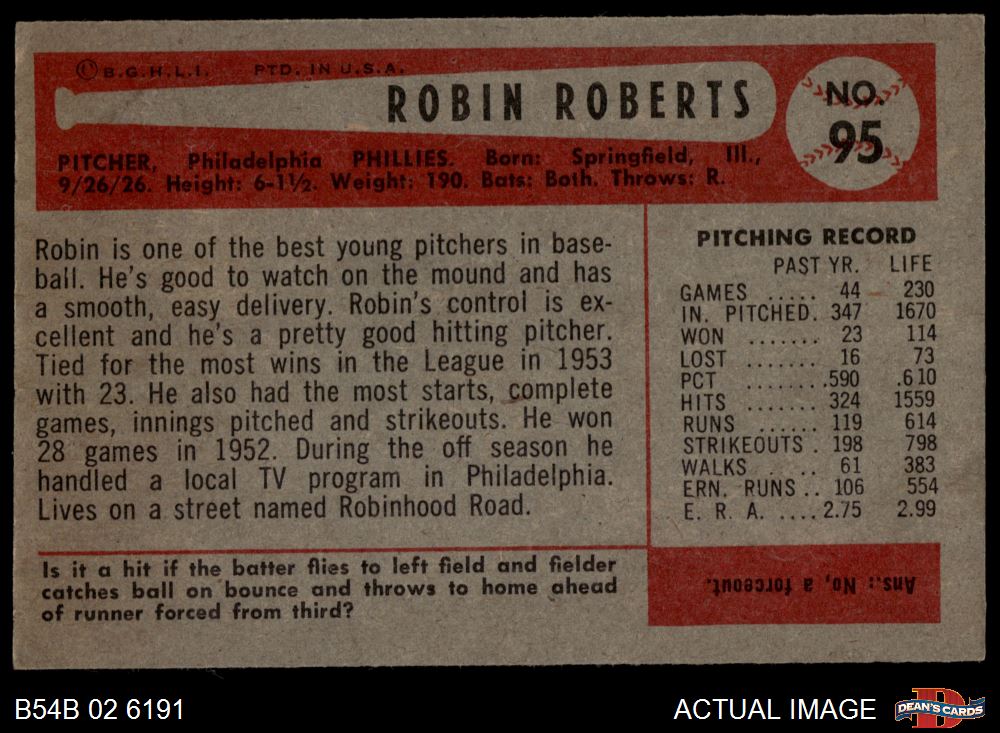 Ⓛ B.G.H.L.I. PTD. IN U.S.A.
ROBIN ROBERTS
NO.
95
PITCHER, Philadelphia PHILLIES. Born: Springfield, Ill.,
9/26/26. Height: 6-1½. Weight: 190. Bats: Both. Throws: R.
Robin is one of the best young pitchers in base-
ball. He's good to watch on the mound and has
a smooth, easy delivery. Robin's control is ex-
cellent and he's a pretty good hitting pitcher.
Tied for the most wins in the League in 1953
with 23. He also had the most starts, complete
games, innings pitched and strikeouts. He won
28 games in 1952. During the off season he
handled a local TV program in Philadelphia.
Lives on a street named Robinhood Road.
PITCHING RECORD
PAST YR. LIFE
GAMES ..... 44 230
IN. PITCHED. 347 1670
WON ....... 23 114
LOST ....... 16 73
PCT ........590 .610
HITS ....... 324 1559
RUNS ...... 119 614
STRIKEOUTS . 198 798
WALKS ..... 61 383
ERN. RUNS .. 106 554
E. R. A. ....2.75 2.99
Is it a hit if the batter flies to left field and fielder
catches ball on bounce and throws to home ahead
of runner forced from third?
Ans.: No, a forceout.
B54B 02 6191
ACTUAL IMAGE
D
DEAN'S CARDS